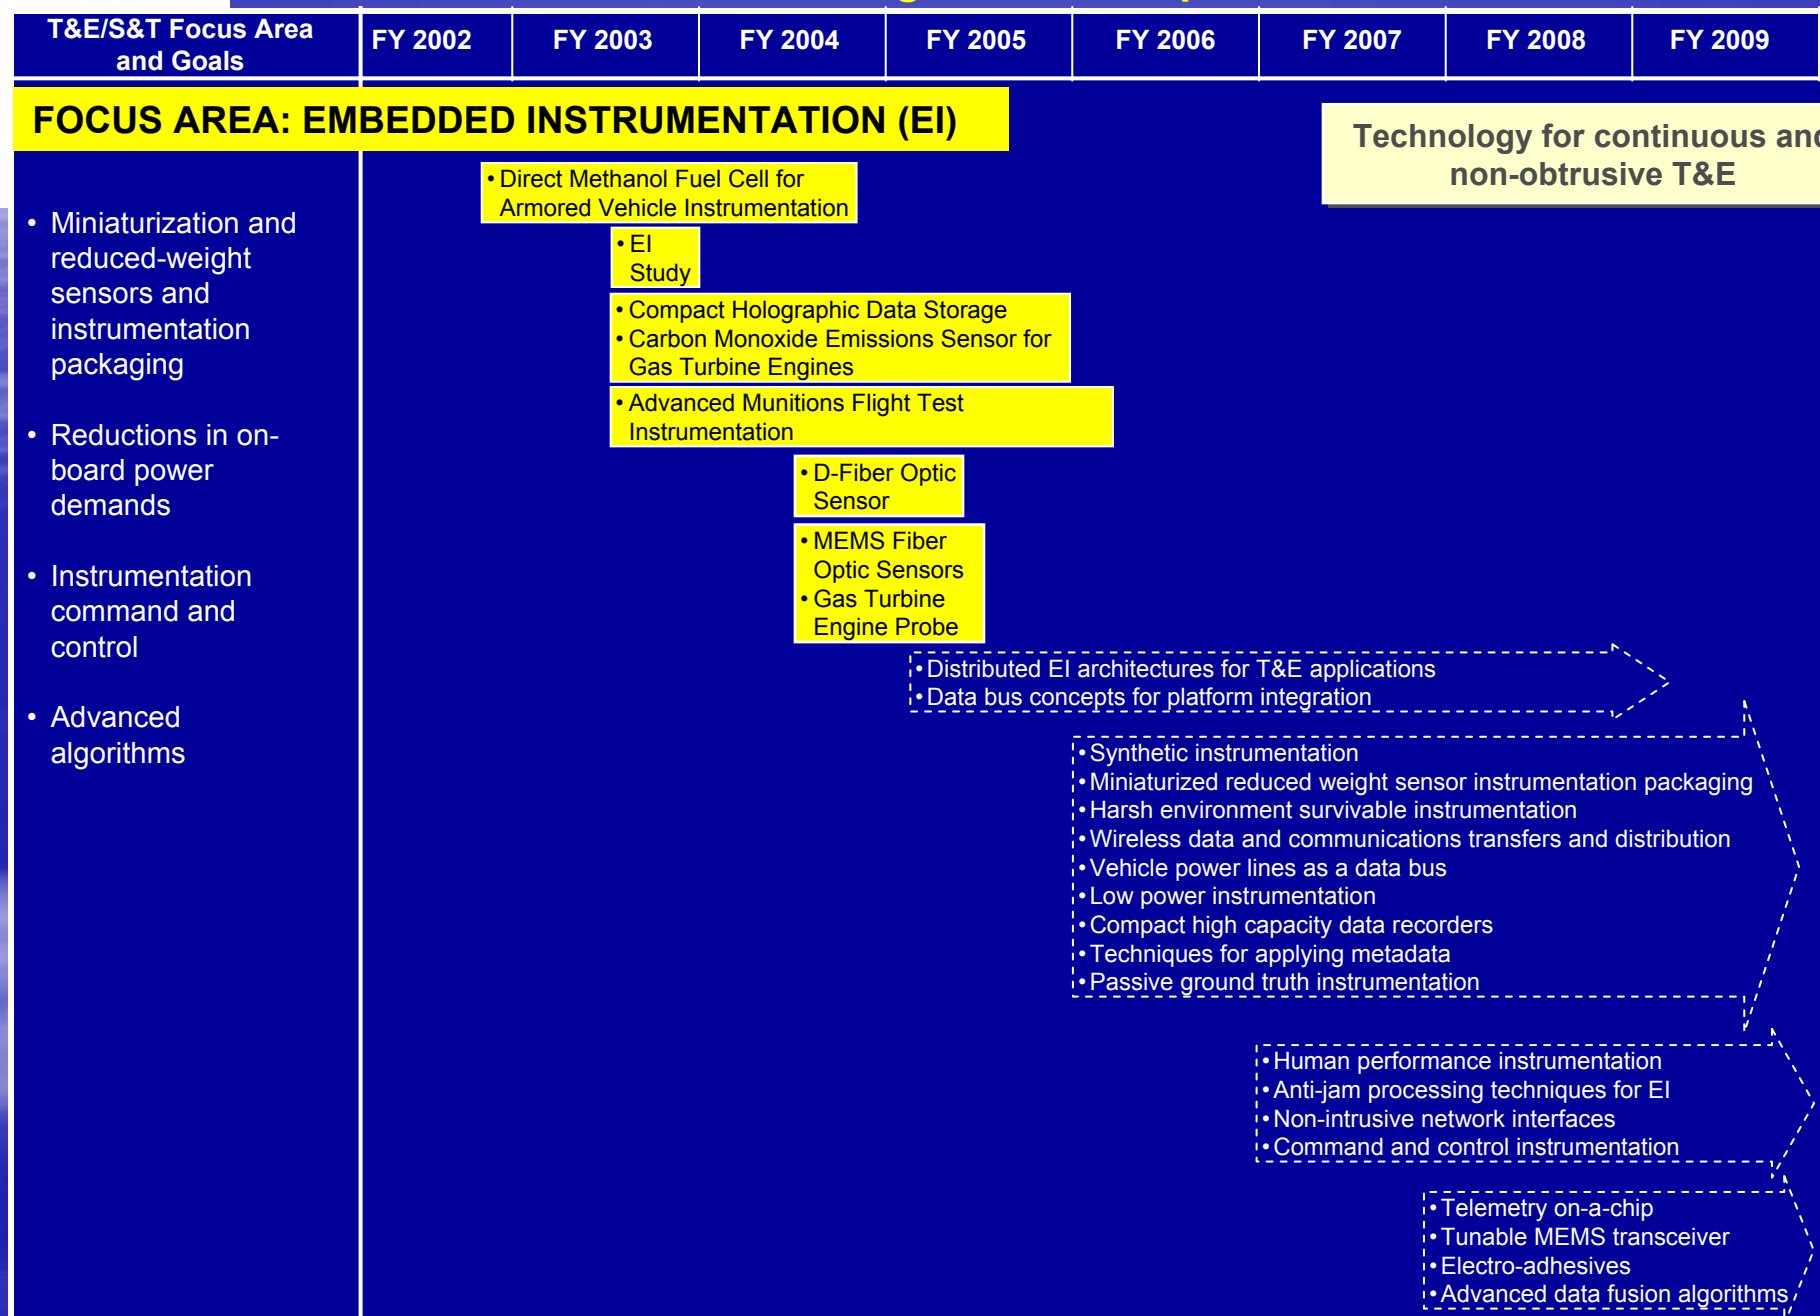 T&E/S&T Focus Area
and Goals
FY 2002
FY 2003
FY 2004
FY 2005
FY 2006
FY 2007
FY 2008
FY 2009
FOCUS AREA: EMBEDDED INSTRUMENTATION (EI)
Technology for continuous and
non-obtrusive T&E
• Miniaturization and
reduced-weight
sensors and
instrumentation
packaging
• Reductions in on-
board power
demands
• Instrumentation
command and
control
• Advanced
algorithms
• Direct Methanol Fuel Cell for
Armored Vehicle Instrumentation
• EI
Study
• Compact Holographic Data Storage
• Carbon Monoxide Emissions Sensor for
Gas Turbine Engines
• Advanced Munitions Flight Test
Instrumentation
• D-Fiber Optic
Sensor
• MEMS Fiber
Optic Sensors
• Gas Turbine
Engine Probe
• Distributed EI architectures for T&E applications
• Data bus concepts for platform integration
• Synthetic instrumentation
• Miniaturized reduced weight sensor instrumentation packaging
• Harsh environment survivable instrumentation
• Wireless data and communications transfers and distribution
• Vehicle power lines as a data bus
• Low power instrumentation
• Compact high capacity data recorders
• Techniques for applying metadata
• Passive ground truth instrumentation
• Human performance instrumentation
• Anti-jam processing techniques for EI
• Non-intrusive network interfaces
• Command and control instrumentation
• Telemetry on-a-chip
• Tunable MEMS transceiver
• Electro-adhesives
• Advanced data fusion algorithms